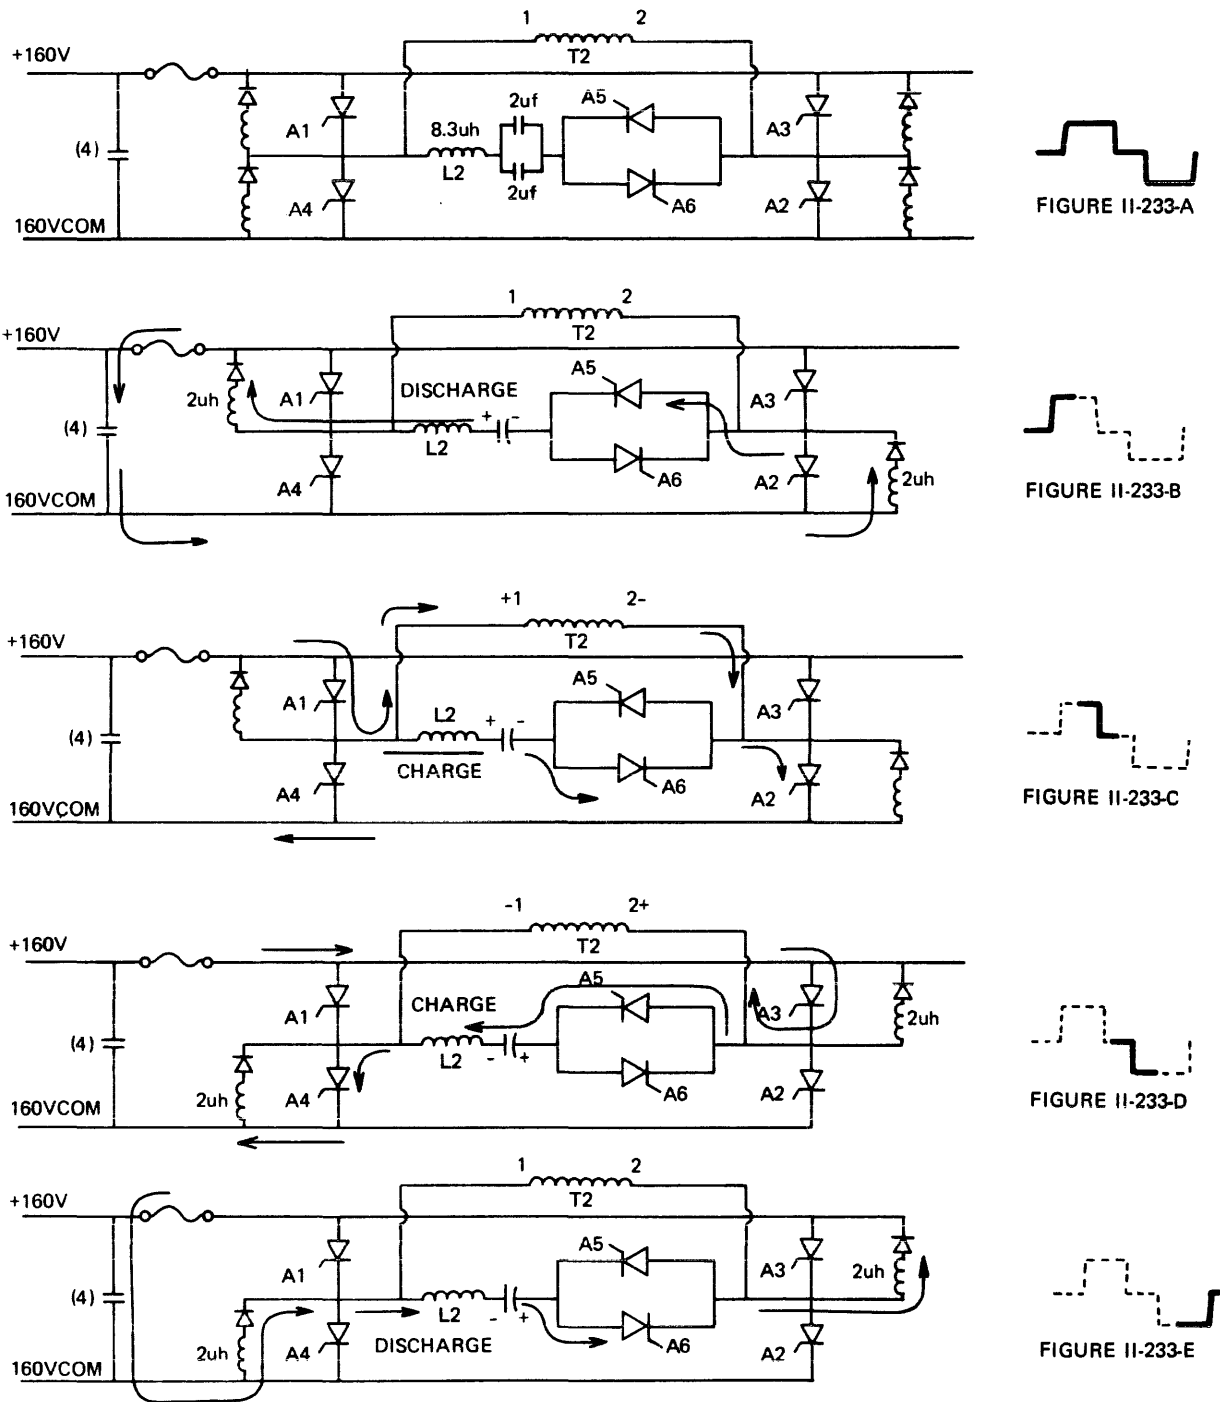 1 2
+160V
T2
2uf
A5
A1
8.3uh
A3
(4)
L2
2uf
A4
A6
A2
160VCOM
FIGURE II-233-A
1 2
+160V
T2
A5
2uh
A1
DISCHARGE
A3
+ -
(4)
L2
A4
A6
A2
2uh
160VCOM
FIGURE II-233-B
+1 2-
+160V
T2
A5
A1
L2
+ -
A3
(4)
CHARGE
A4
A6
A2
160VCOM
FIGURE II-233-C
-1 2+
+160V
T2
A5
A1
CHARGE
A3
2uh
(4)
L2
- +
2uh
A4
A6
A2
160VCOM
FIGURE II-233-D
1 2
+160V
T2
A5
A1
A3
2uh
(4)
L2
- +
2uh
A4
DISCHARGE
A6
A2
160VCOM
FIGURE II-233-E